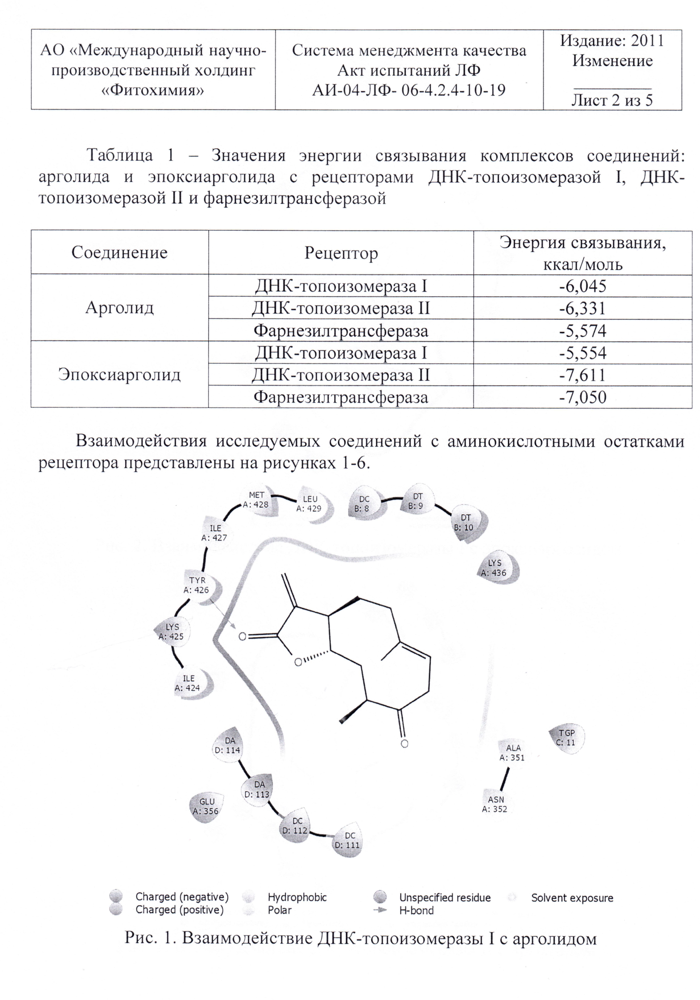 АО «Международный научно-
производственный холдинг
«Фитохимия»
Система менеджмента качества
Акт испытаний ЛФ
АИ-04-ЛФ- 06-4.2.4-10-19
Издание: 2011
Изменение
Лист 2 из 5
Таблица 1 – Значения энергии связывания комплексов соединений:
арголида и эпоксиарголида с рецепторами ДНК-топоизомеразой I, ДНК-
топоизомеразой II и фарнезилтрансферазой
Соединение
Рецептор
Энергия связывания,
ккал/моль
Арголид
ДНК-топоизомераза I
-6,045
ДНК-топоизомераза II
-6,331
Фарнезилтрансфераза
-5,574
Эпоксиарголид
ДНК-топоизомераза I
-5,554
ДНК-топоизомераза II
-7,611
Фарнезилтрансфераза
-7,050
Взаимодействия исследуемых соединений с аминокислотными остатками
рецептора представлены на рисунках 1-6.
MET
A: 428
LEU
A: 429
DC
B: 8
DT
B: 9
DT
B: 10
ILE
A: 427
LYS
A: 436
TYR
A: 426
LYS
A: 425
O
O
ILE
A: 424
O
DA
D: 114
TGP
C: 11
ALA
A: 351
DA
D: 113
GLU
A: 356
ASN
A: 352
DC
D: 112
DC
D: 111
Charged (negative)
Charged (positive)
Hydrophobic
Polar
Unspecified residue
H-bond
Solvent exposure
Рис. 1. Взаимодействие ДНК-топоизомеразы I с арголидом